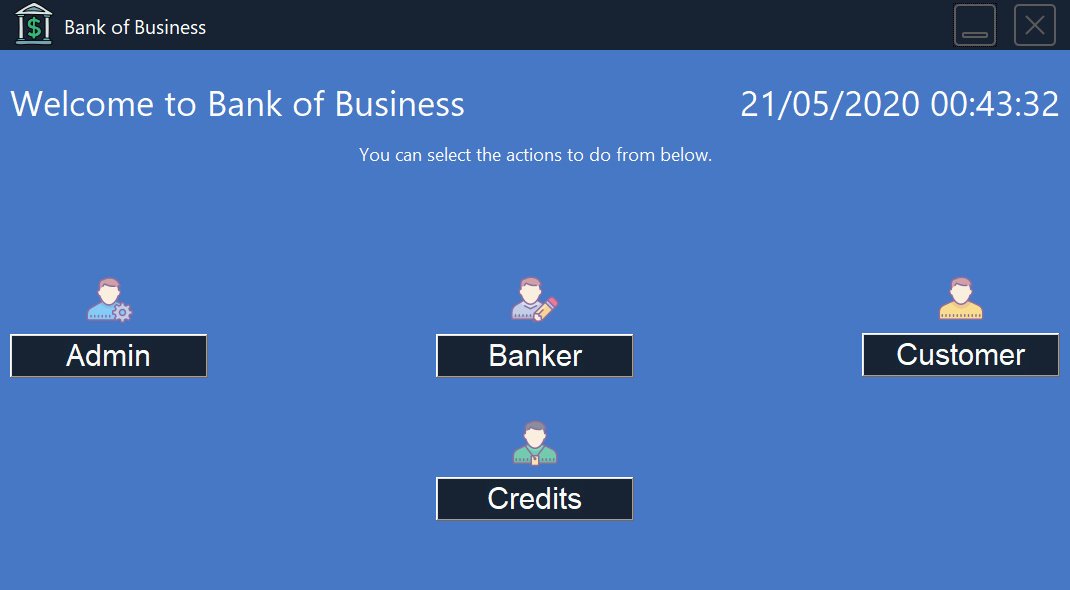 Bank of Business
Welcome to Bank of Business
21/05/2020 00:43:32
You can select the actions to do from below.
Admin
Banker
Customer
Credits